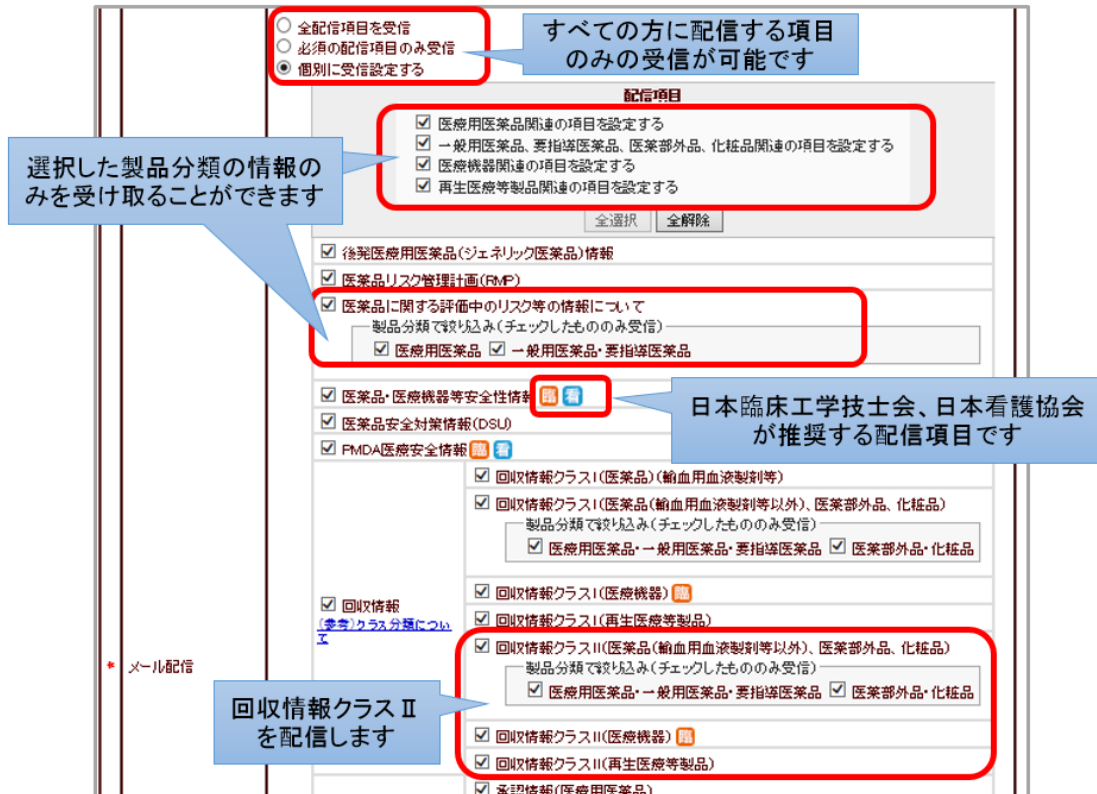 全配信項目を受信
必須の配信項目のみ受信
個別に受信設定する
すべての方に配信する項目
のみの受信が可能です
配信項目
医療用医薬品関連の項目を設定する
一般用医薬品、要指導医薬品、医薬部外品、化粧品関連の項目を設定する
医療機器関連の項目を設定する
再生医療等製品関連の項目を設定する
選択した製品分類の情報の
みを受け取ることができます
全選択 全解除
後発医療用医薬品(ジェネリック医薬品)情報
医薬品リスク管理計画(RMP)
医薬品に関する評価中のリスク等の情報について
製品分類で絞り込み(チェックしたもののみ受信)
医療用医薬品 一般用医薬品・要指導医薬品
医薬品・医療機器等安全性情報 臨 看
日本臨床工学技士会、日本看護協会
が推奨する配信項目です
医薬品安全対策情報(DSU)
PMDA医療安全情報 臨 看
回収情報クラスI(医薬品)(輸血用血液製剤等)
回収情報クラスI(医薬品(輸血用血液製剤等以外)、医薬部外品、化粧品)
製品分類で絞り込み(チェックしたもののみ受信)
医療用医薬品・一般用医薬品・要指導医薬品 医薬部外品・化粧品
回収情報クラスI(医療機器) 臨
回収情報
(参考)クラス分類につい
て
回収情報クラスI(再生医療等製品)
回収情報クラスII(医薬品(輸血用血液製剤等以外)、医薬部外品、化粧品)
製品分類で絞り込み(チェックしたもののみ受信)
* メール配信
医療用医薬品・一般用医薬品・要指導医薬品 医薬部外品・化粧品
回収情報クラスⅡ
を配信します
回収情報クラスII(医療機器) 臨
回収情報クラスII(再生医療等製品)
承認情報(医療用医薬品)